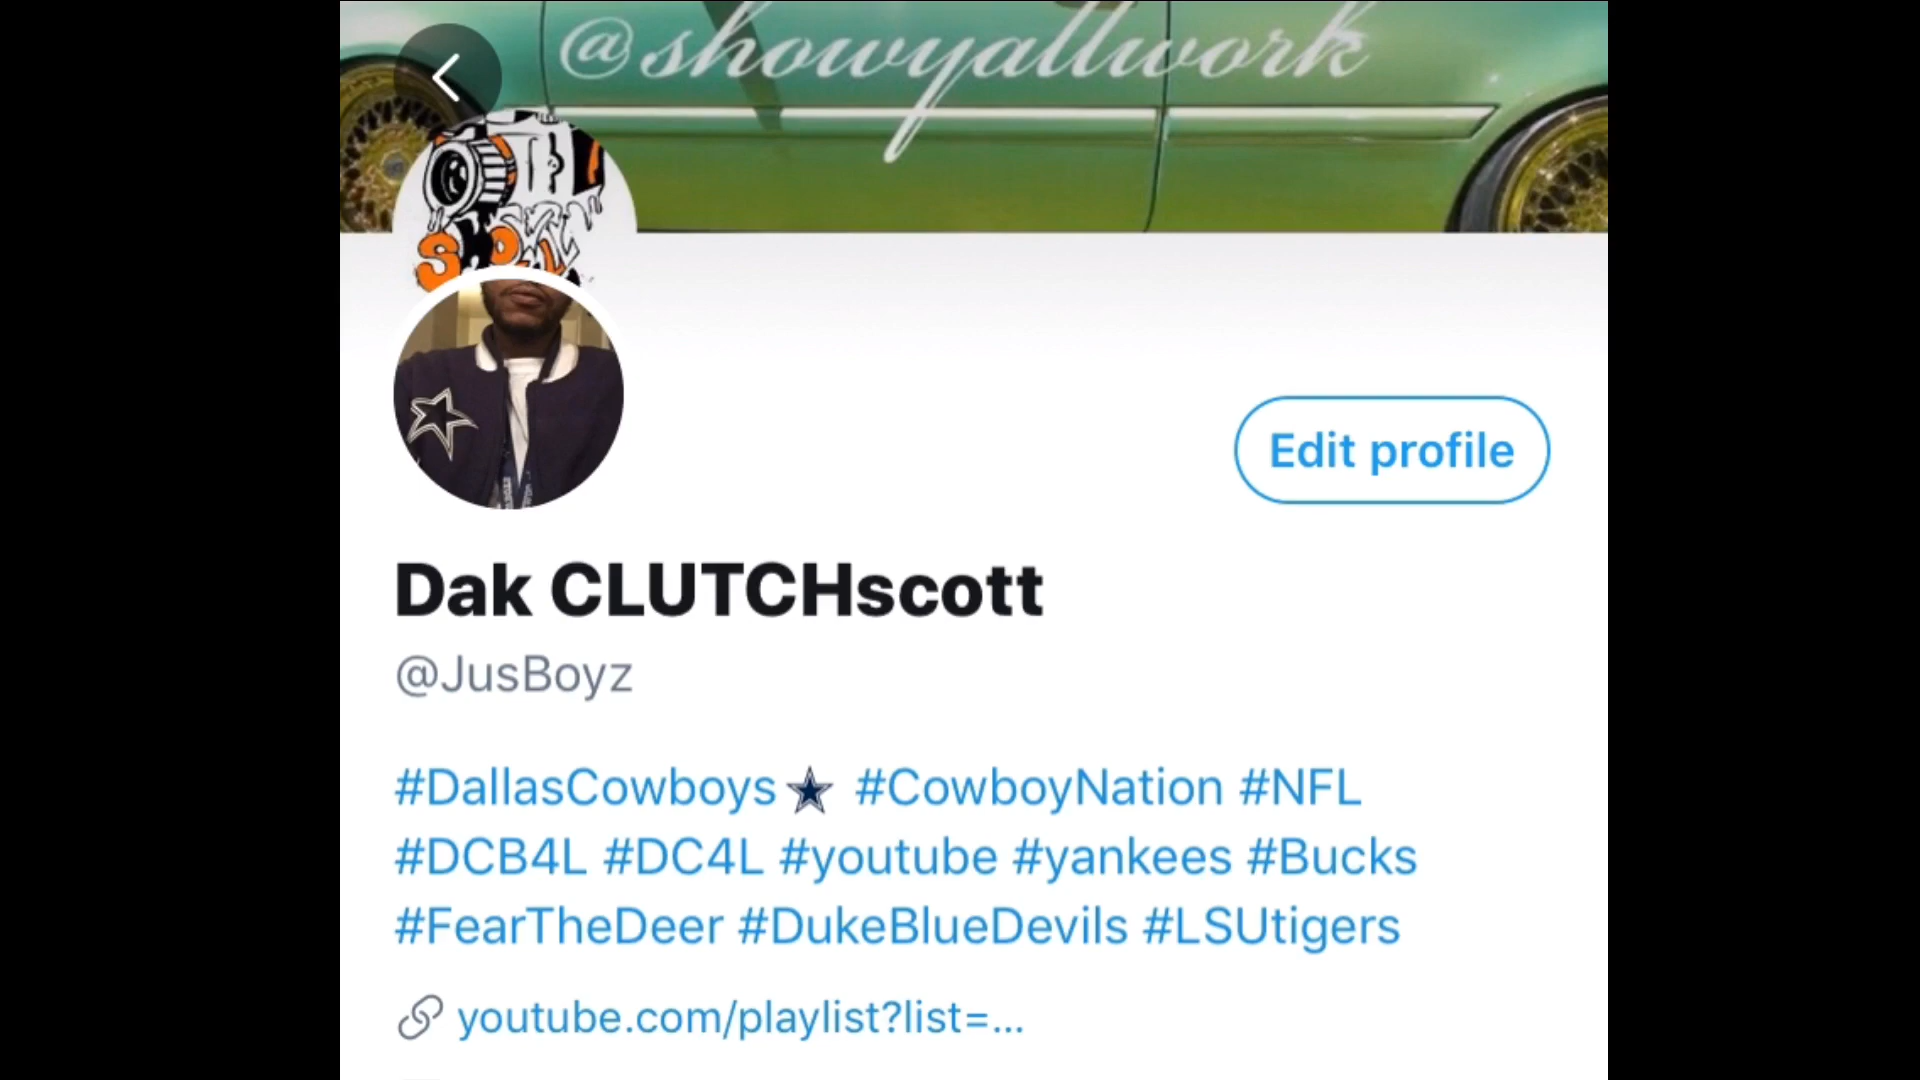 @showyallwork
Edit profile
Dak CLUTCHscott
@JusBoyz
#DallasCowboys #CowboyNation #NFL
#DCB4L #DC4L #youtube #yankees #Bucks
#FearTheDeer #DukeBlueDevils #LSUtigers
youtube.com/playlist?list=...